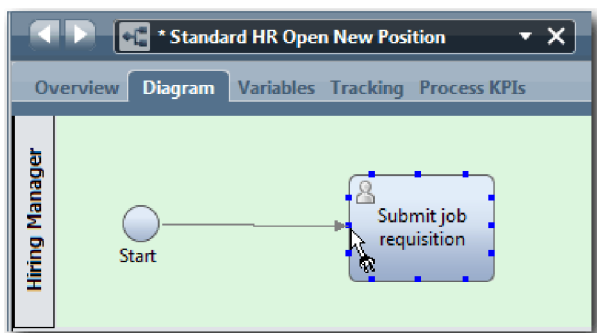 * Standard HR Open New Position
Overview Diagram Variables Tracking Process KPIs
Hiring Manager
Start
Submit job
requisition